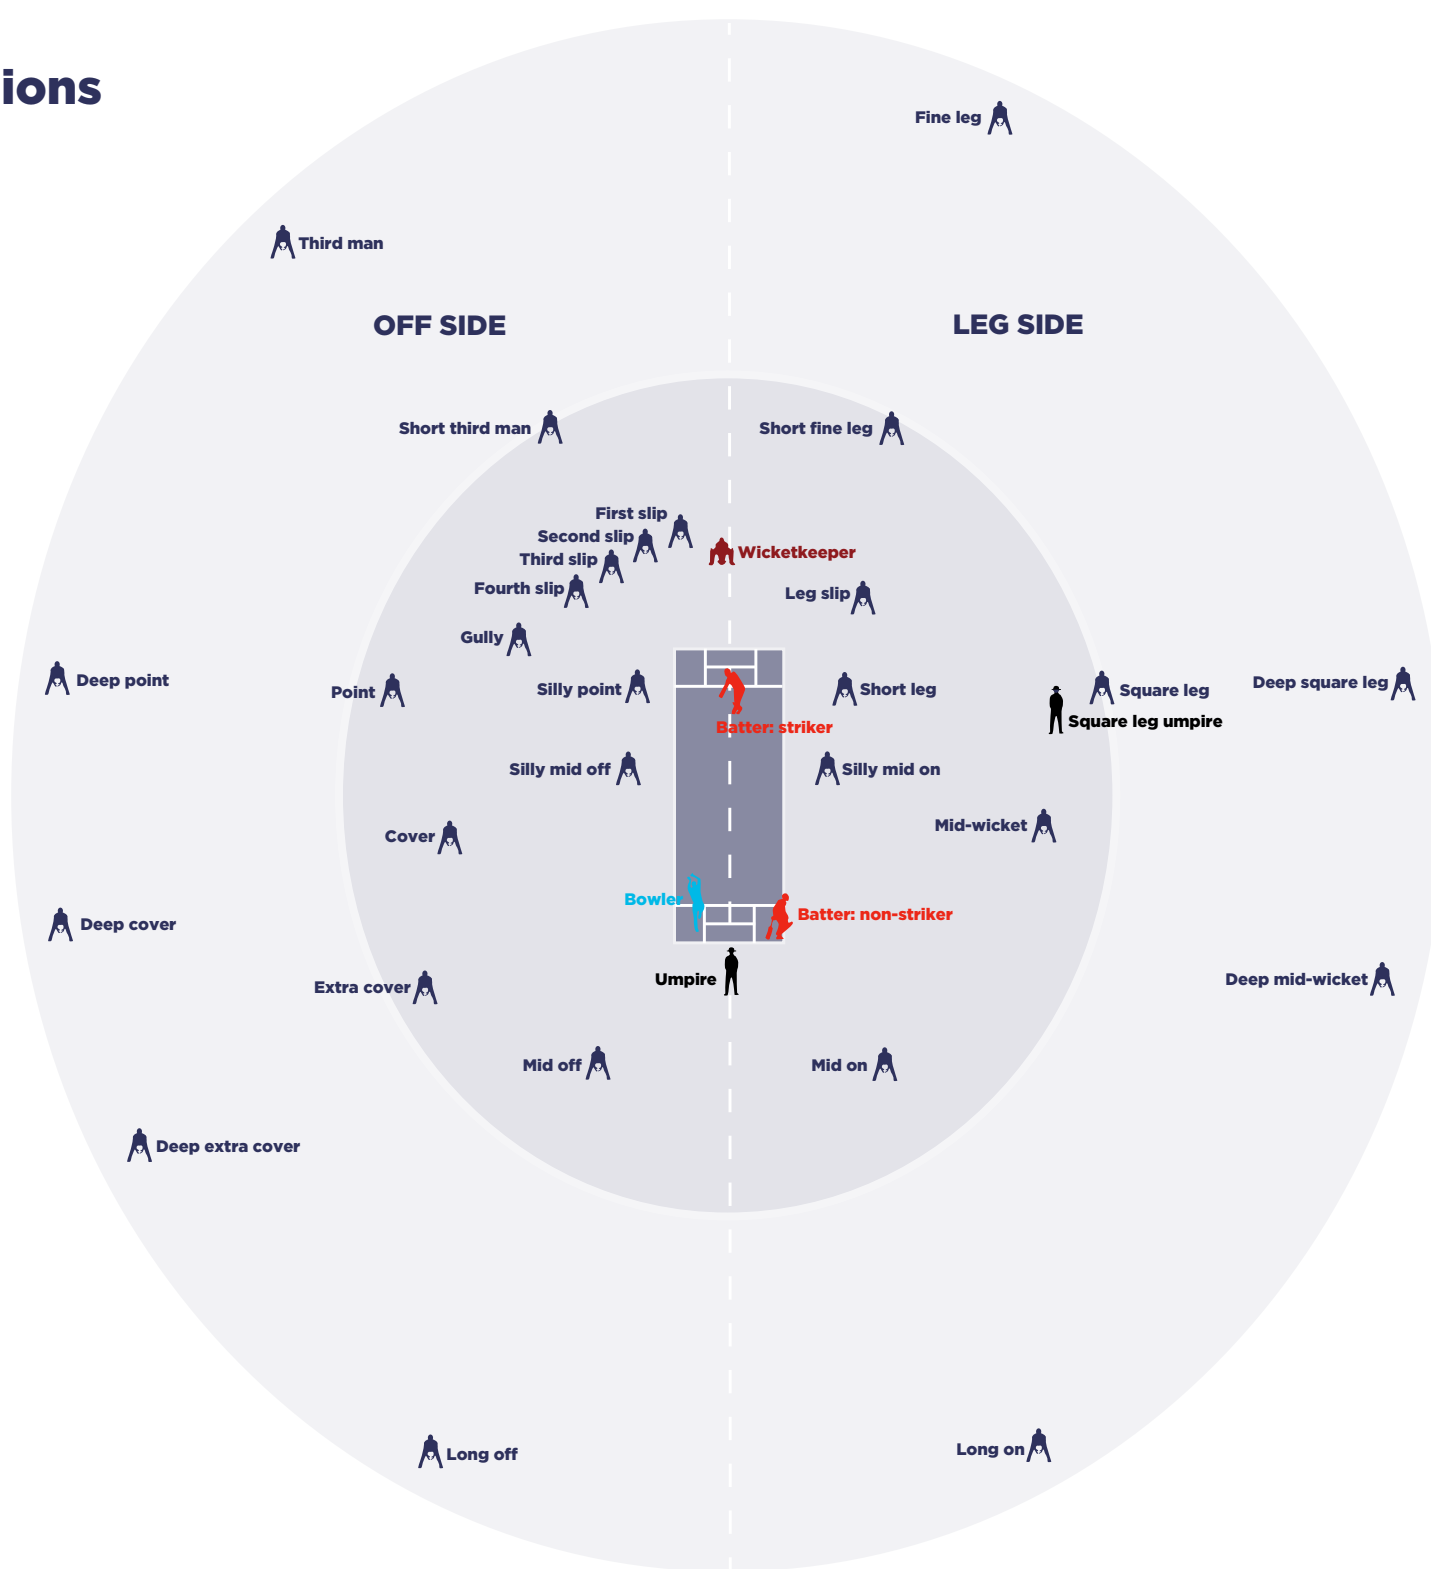 ions
Fine leg
Third man
OFF SIDE
LEG SIDE
Short third man
Short fine leg
First slip
Second slip
Wicketkeeper
Third slip
Fourth slip
Leg slip
Gully
Deep point
Point
Silly point
Short leg
Square leg
Deep square leg
Square leg umpire
Batter: striker
Silly mid off
Silly mid on
Mid-wicket
Cover
Bowler
Batter: non-striker
Deep cover
Umpire
Deep mid-wicket
Extra cover
Mid off
Mid on
Deep extra cover
Long off
Long on